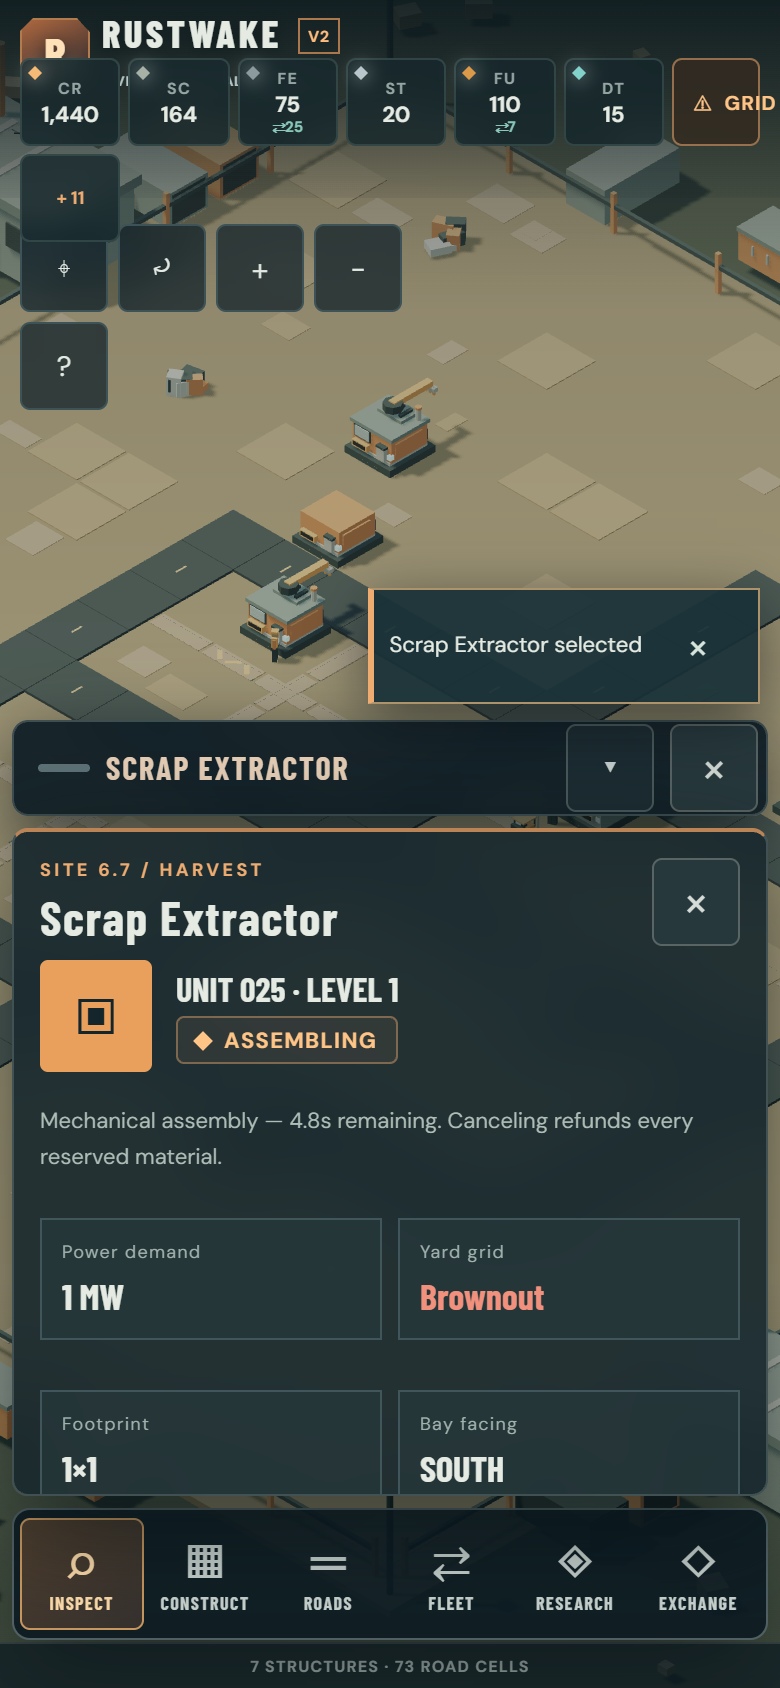 RUSTWAKE V2
CR
1,440
SC
164
FE
75
⇄25
ST
20
FU
110
⇄7
DT
15
⚠ GRID
+ 11
+
−
?
Scrap Extractor selected ×
SCRAP EXTRACTOR ▼ ×
SITE 6.7 / HARVEST
Scrap Extractor ×
UNIT 025 · LEVEL 1
◆ ASSEMBLING
Mechanical assembly — 4.8s remaining. Canceling refunds every
reserved material.
Power demand
1 MW
Yard grid
Brownout
Footprint
1×1
Bay facing
SOUTH
INSPECT
CONSTRUCT
ROADS
FLEET
RESEARCH
EXCHANGE
7 STRUCTURES · 73 ROAD CELLS